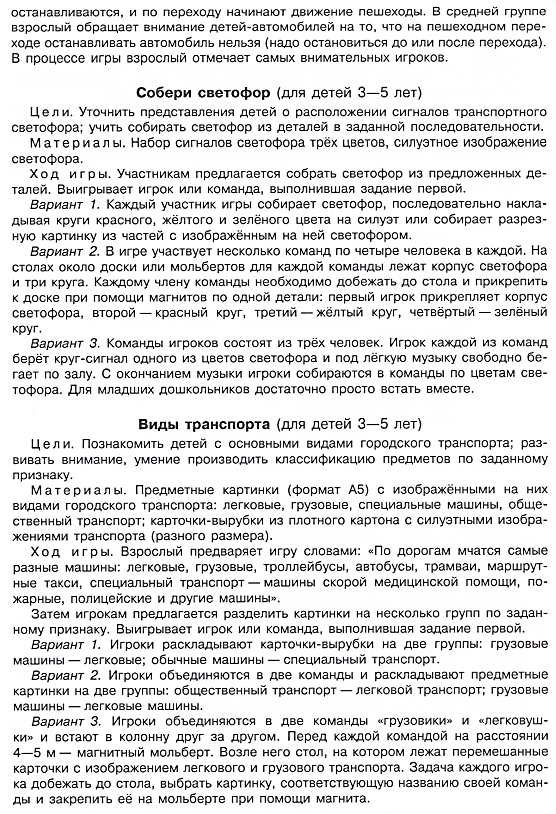 останавливаются, и по переходу начинают движение пешеходы. В средней группе
взрослый обращает внимание детей-автомобилей на то, что на пешеходном пере-
ходе останавливать автомобиль нельзя (надо остановиться до или после перехода).
В процессе игры взрослый отмечает самых внимательных игроков.
Собери светофор (для детей 3—5 лет)
Цели. Уточнить представления детей о расположении сигналов транспортного
светофора; учить собирать светофор из деталей в заданной последовательности.
Материалы. Набор сигналов светофора трёх цветов, силуэтное изображение
светофора.
Ход игры. Участникам предлагается собрать светофор из предложенных де-
талей. Выигрывает игрок или команда, выполнившая задание первой.
Вариант 1. Каждый участник игры собирает светофор, последовательно накла-
дывая круги красного, жёлтого и зелёного цвета на силуэт или собирает разрез-
ную картинку из частей с изображённым на ней светофором.
Вариант 2. В игре участвует несколько команд по четыре человека в каждой. На
столах около доски или мольбертов для каждой команды лежат корпус светофора
и три круга. Каждому члену команды необходимо добежать до стола и прикрепить
к доске при помощи магнитов по одной детали: первый игрок прикрепляет корпус
светофора, второй — красный круг, третий — жёлтый круг, четвёртый — зелёный
круг.
Вариант 3. Команды игроков состоят из трёх человек. Игрок каждой из команд
берёт круг-сигнал одного из цветов светофора и под лёгкую музыку свободно бе-
гает по залу. С окончанием музыки игроки собираются в команды по цветам све-
тофора. Для младших дошкольников достаточно просто встать вместе.
Виды транспорта (для детей 3—5 лет)
Цели. Познакомить детей с основными видами городского транспорта; раз-
вивать внимание, умение производить классификацию предметов по заданному
признаку.
Материалы. Предметные картинки (формат А5) с изображёнными на них
видами городского транспорта: легковые, грузовые, специальные машины, обще-
ственный транспорт; карточки-вырубки из плотного картона с силуэтными изобра-
жениями транспорта (разного размера).
Ход игры. Взрослый предваряет игру словами: «По дорогам мчатся самые
разные машины: легковые, грузовые, троллейбусы, автобусы, трамваи, маршрут-
ные такси, специальный транспорт — машины скорой медицинской помощи, по-
жарные, полицейские и другие машины».
Затем игрокам предлагается разделить картинки на несколько групп по задан-
ному признаку. Выигрывает игрок или команда, выполнившая задание первой.
Вариант 1. Игроки раскладывают карточки-вырубки на две группы: грузовые
машины — легковые; обычные машины — специальный транспорт.
Вариант 2. Игроки объединяются в две команды и раскладывают предметные
картинки на две группы: общественный транспорт — легковой транспорт; грузовые
машины — легковые машины.
Вариант 3. Игроки объединяются в две команды «грузовики» и «легковуш-
ки» и встают в колонну друг за другом. Перед каждой командой на расстоянии
4—5 м — магнитный мольберт. Возле него стол, на котором лежат перемешанные
карточки с изображением легкового и грузового транспорта. Задача каждого игро-
ка добежать до стола, выбрать картинку, соответствующую названию своей коман-
ды и закрепить её на мольберте при помощи магнита.